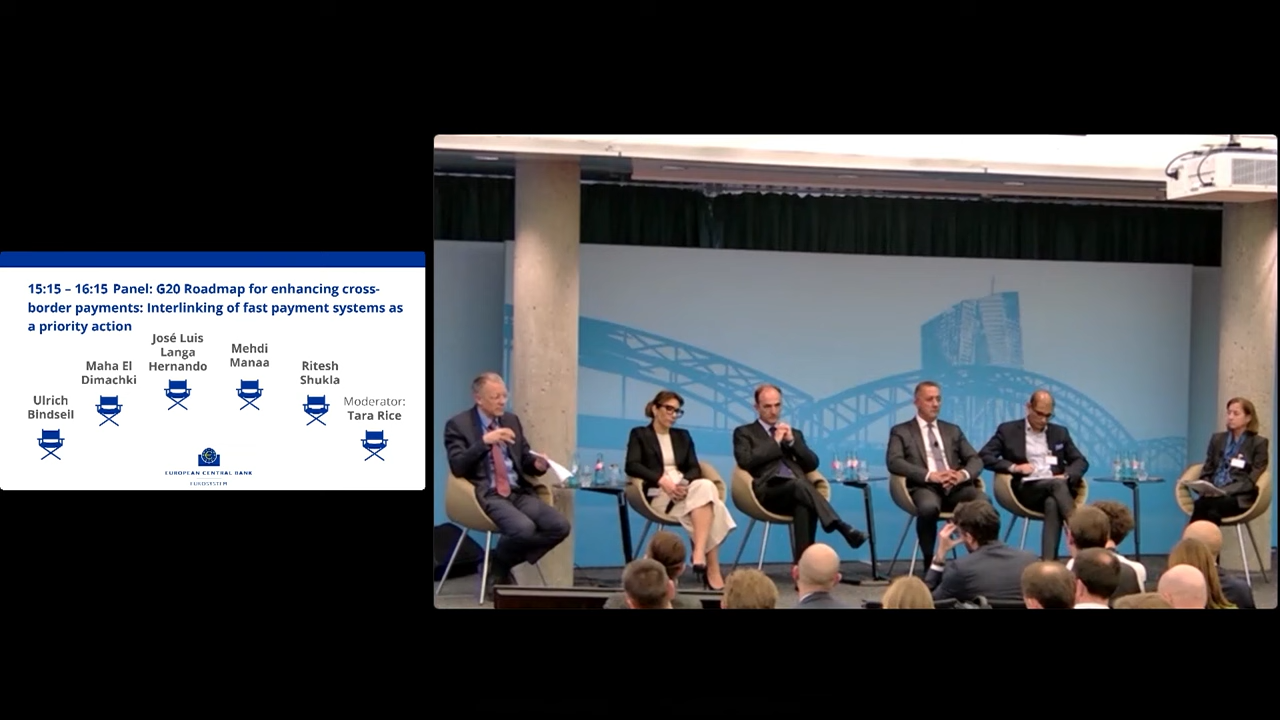 15:15 – 16:15 Panel: G20 Roadmap for enhancing cross-
border payments: Interlinking of fast payment systems as
a priority action
José Luis
Langa
Hernando
Mehdi
Manaa
Maha El
Dimachki
Ritesh
Shukla
Ulrich
Bindseil
Moderator:
Tara Rice
EUROPEAN CENTRAL BANK
EUROSYSTEM